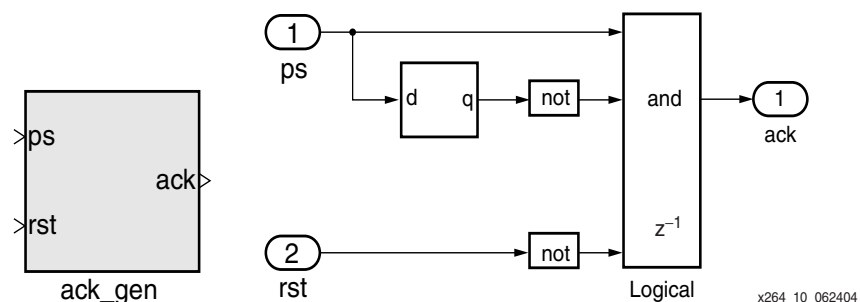 ps
rst
ack
ack_gen
1
ps
d
q
not
and
z⁻¹
Logical
1
ack
2
rst
not
x264_10_062404